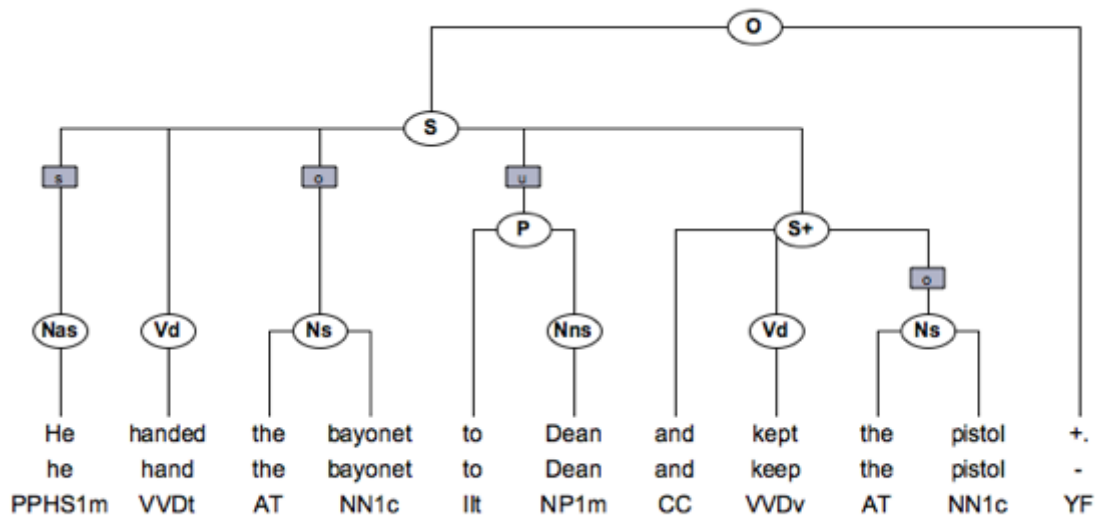 O
S
s o u
P S+
o
Nas Vd Ns Nns Vd Ns
He handed the bayonet to Dean and kept the pistol +.
he hand the bayonet to Dean and keep the pistol -
PPHS1m VVDt AT NN1c IIt NP1m CC VVDv AT NN1c YF